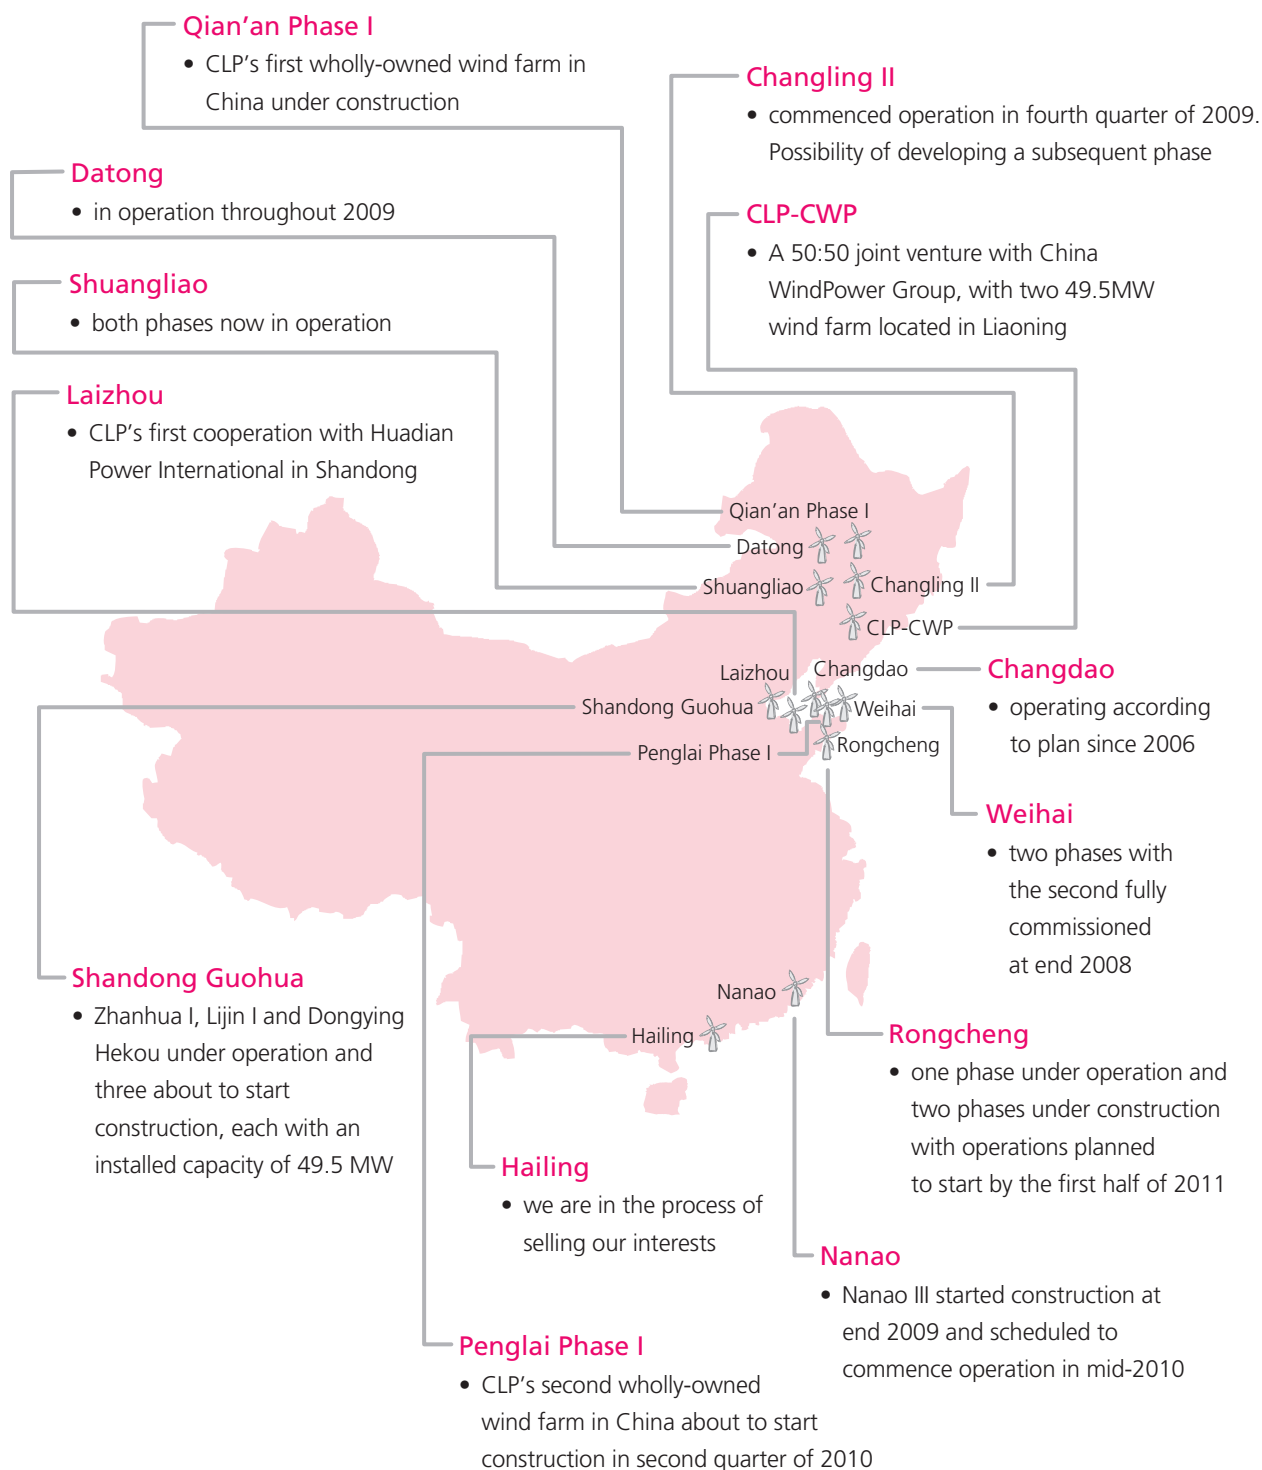 Qian’an Phase I
• CLP’s first wholly-owned wind farm in
China under construction
Changling II
• commenced operation in fourth quarter of 2009.
Possibility of developing a subsequent phase
Datong
• in operation throughout 2009
CLP-CWP
• A 50:50 joint venture with China
WindPower Group, with two 49.5MW
wind farm located in Liaoning
Shuangliao
• both phases now in operation
Laizhou
• CLP’s first cooperation with Huadian
Power International in Shandong
Qian’an Phase I
Datong
Shuangliao
Changling II
CLP-CWP
Laizhou
Changdao
Shandong Guohua
Weihai
Penglai Phase I
Rongcheng
Changdao
• operating according
to plan since 2006
Weihai
• two phases with
the second fully
commissioned
at end 2008
Shandong Guohua
• Zhanhua I, Lijin I and Dongying
Hekou under operation and
three about to start
construction, each with an
installed capacity of 49.5 MW
Nanao
Hailing
Rongcheng
• one phase under operation and
two phases under construction
with operations planned
to start by the first half of 2011
Hailing
• we are in the process of
selling our interests
Nanao
• Nanao III started construction at
end 2009 and scheduled to
commence operation in mid-2010
Penglai Phase I
• CLP’s second wholly-owned
wind farm in China about to start
construction in second quarter of 2010